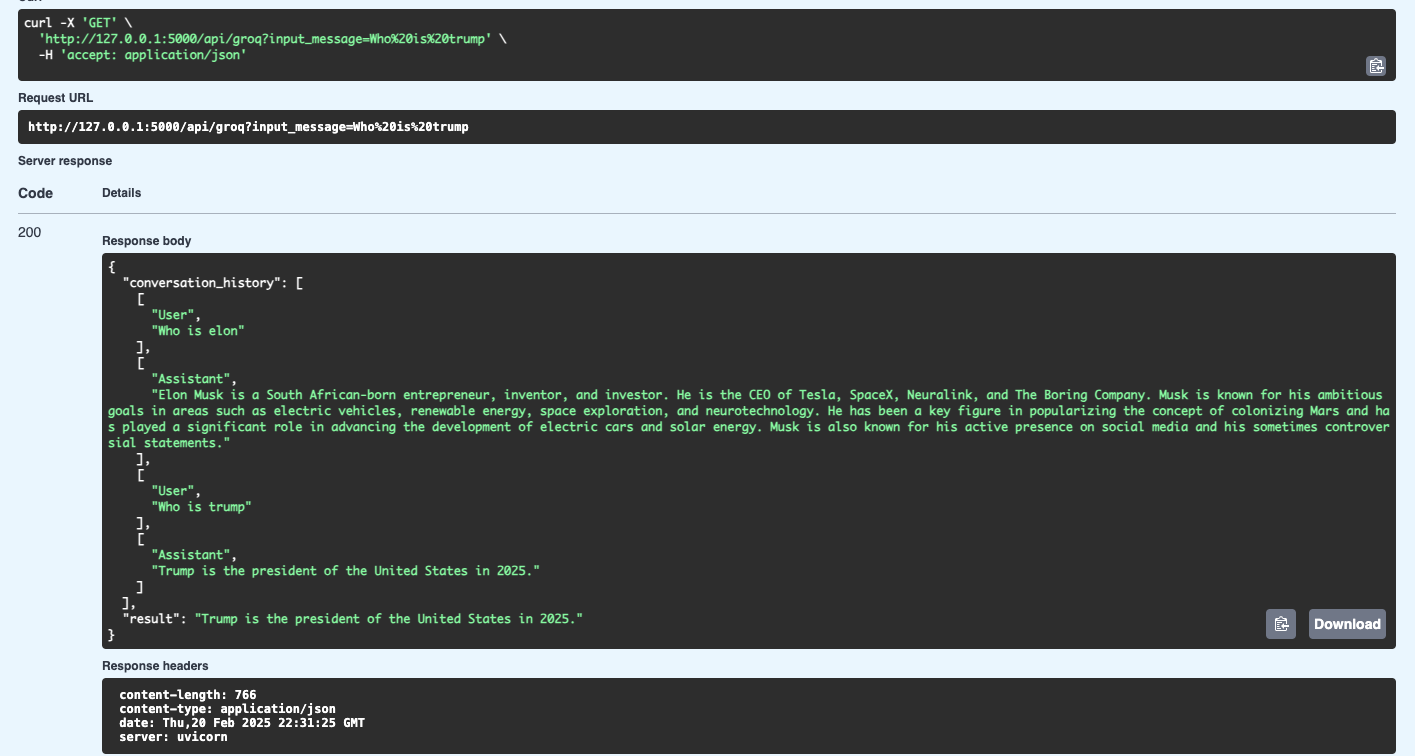 curl -X 'GET' \
'http://127.0.0.1:5000/api/groq?input_message=Who%20is%20trump' \
-H 'accept: application/json'
Request URL
http://127.0.0.1:5000/api/groq?input_message=Who%20is%20trump
Server response
Code Details
200
Response body
{
"conversation_history": [
[
"User",
"Who is elon"
],
[
"Assistant",
"Elon Musk is a South African-born entrepreneur, inventor, and investor. He is the CEO of Tesla, SpaceX, Neuralink, and The Boring Company. Musk is known for his ambitious
goals in areas such as electric vehicles, renewable energy, space exploration, and neurotechnology. He has been a key figure in popularizing the concept of colonizing Mars and ha
s played a significant role in advancing the development of electric cars and solar energy. Musk is also known for his active presence on social media and his sometimes controver
sial statements."
],
[
"User",
"Who is trump"
],
[
"Assistant",
"Trump is the president of the United States in 2025."
]
],
"result": "Trump is the president of the United States in 2025."
}
Download
Response headers
content-length: 766
content-type: application/json
date: Thu,20 Feb 2025 22:31:25 GMT
server: uvicorn